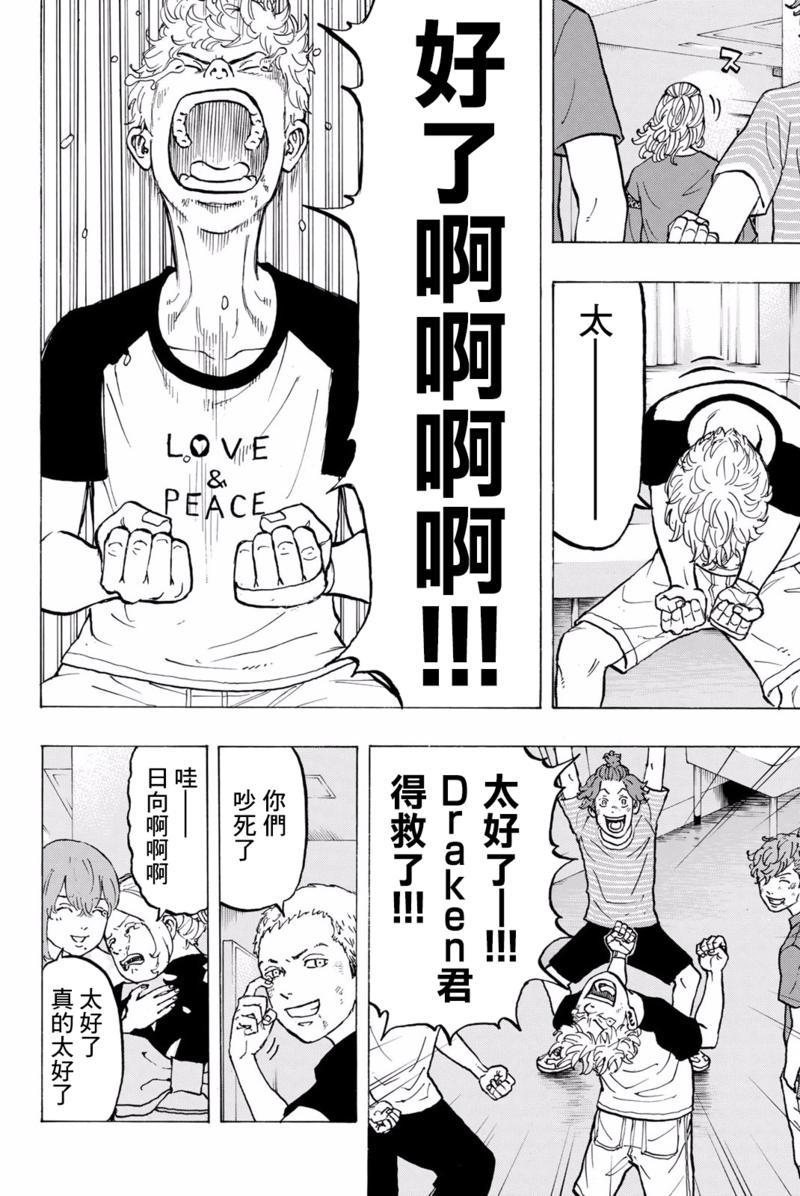 ス
太——
好了啊啊啊啊!!!
LOVE
&
PEACE
太好了—!!!
Draken君
得救了!!!
你們
吵死了
哇—
日向啊啊啊
太好了
真的太好了